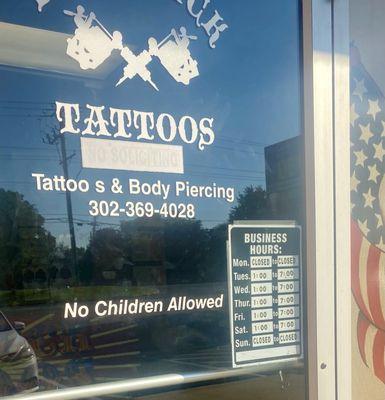 TATTOOS
NO SOLICITING
Tattoo s & Body Piercing
302-369-4028
BUSINESS
HOURS:
Mon. CLOSED to CLOSED
Tues. 1:00 to 7:00
Wed. 1:00 to 7:00
Thur. 1:00 to 7:00
Fri. 1:00 to 7:00
Sat. 1:00 to 7:00
Sun. CLOSED to CLOSED
No Children Allowed